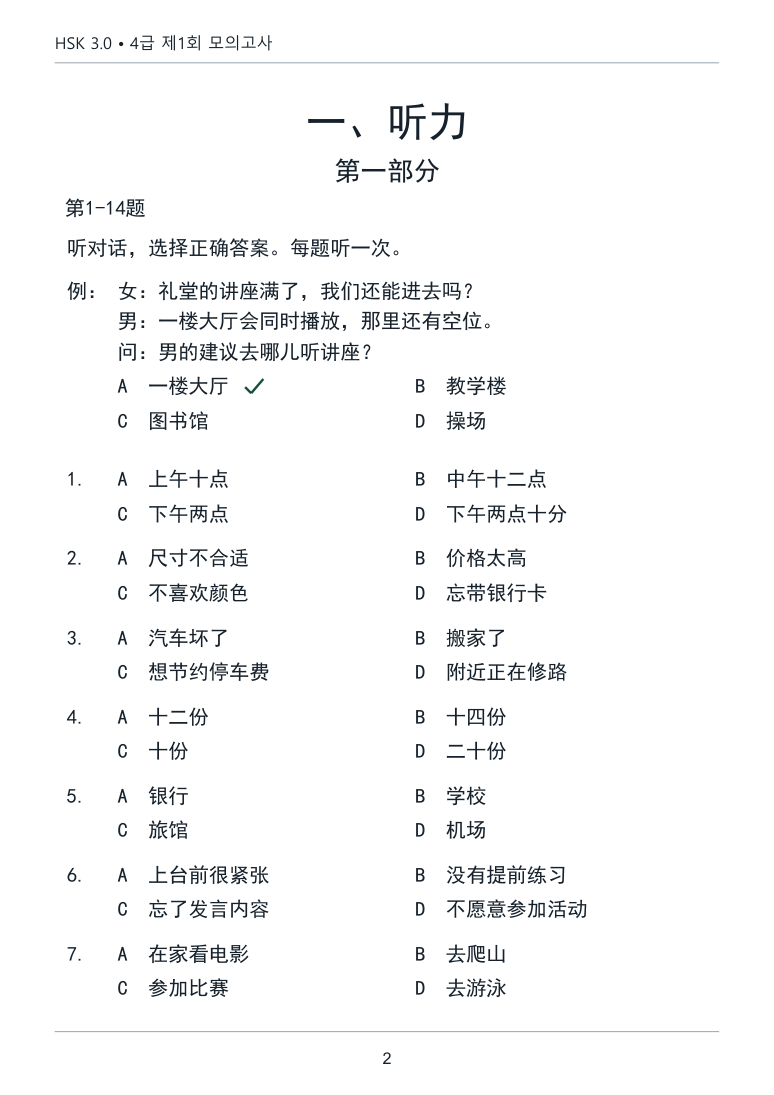 HSK 3.0 • 4급 제1회 모의고사
一、听力
第一部分
第1-14题
听对话，选择正确答案。每题听一次。
例： 女：礼堂的讲座满了，我们还能进去吗？
男：一楼大厅会同时播放，那里还有空位。
问：男的建议去哪儿听讲座？
A 一楼大厅 ✓ B 教学楼
C 图书馆 D 操场
1. A 上午十点 B 中午十二点
C 下午两点 D 下午两点十分
2. A 尺寸不合适 B 价格太高
C 不喜欢颜色 D 忘带银行卡
3. A 汽车坏了 B 搬家了
C 想节约停车费 D 附近正在修路
4. A 十二份 B 十四份
C 十份 D 二十份
5. A 银行 B 学校
C 旅馆 D 机场
6. A 上台前很紧张 B 没有提前练习
C 忘了发言内容 D 不愿意参加活动
7. A 在家看电影 B 去爬山
C 参加比赛 D 去游泳
2